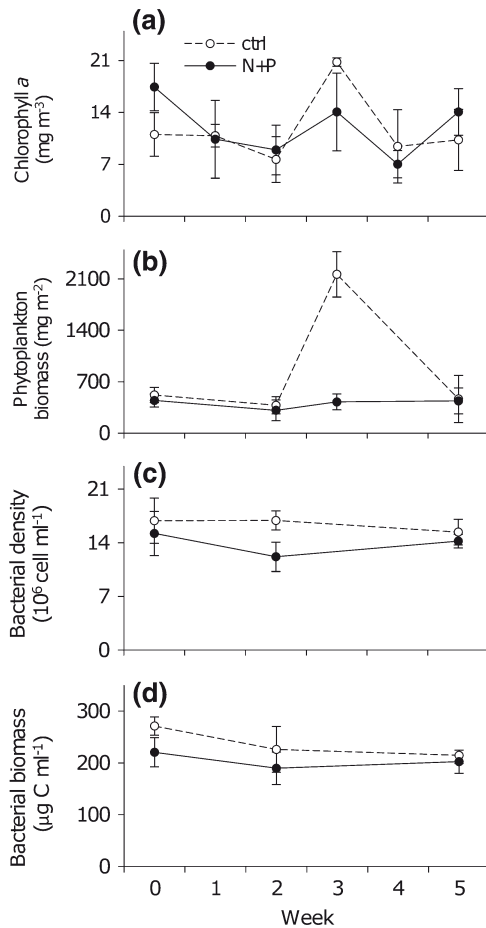 (a)
ctrl
N+P
Chlorophyll a
(mg m-3)
21
14
7
0
(b)
Phytoplankton
biomass (mg m-2)
2100
1400
700
0
(c)
Bacterial density
(10⁶ cell ml-1)
21
14
7
0
(d)
Bacterial biomass
(µg C ml-1)
300
200
100
0
0 1 2 3 4 5
Week